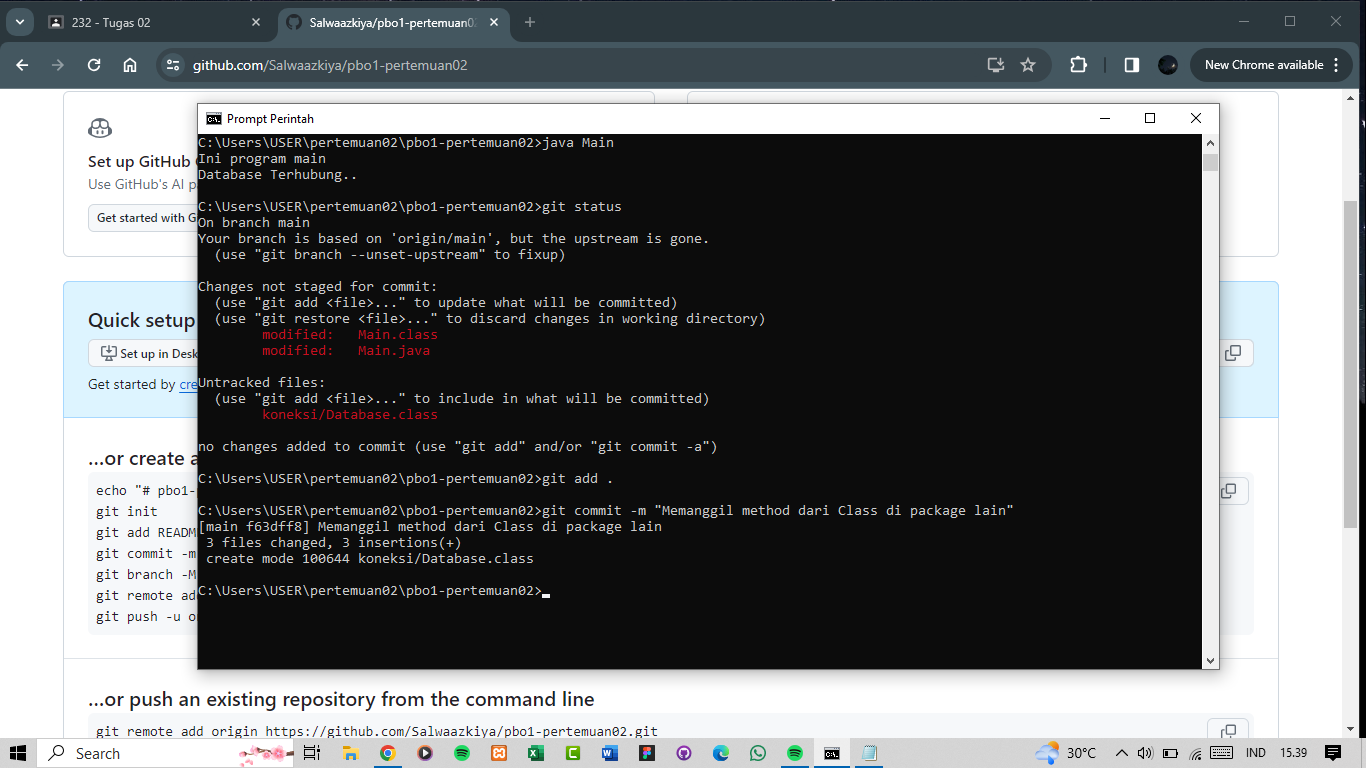 232 - Tugas 02
Salwaazkiya/pbo1-pertemuan02
github.com/Salwaazkiya/pbo1-pertemuan02
New Chrome available
Set up GitHub
Use GitHub's AI
Get started with
Prompt Perintah
C:\Users\USER\pertemuan02\pbo1-pertemuan02>java Main
Ini program main
Database Terhubung..
C:\Users\USER\pertemuan02\pbo1-pertemuan02>git status
On branch main
Your branch is based on 'origin/main', but the upstream is gone.
(use "git branch --unset-upstream" to fixup)
Changes not staged for commit:
(use "git add <file>..." to update what will be committed)
(use "git restore <file>..." to discard changes in working directory)
modified:   Main.class
modified:   Main.java
Untracked files:
(use "git add <file>..." to include in what will be committed)
koneksi/Database.class
no changes added to commit (use "git add" and/or "git commit -a")
C:\Users\USER\pertemuan02\pbo1-pertemuan02>git add .
C:\Users\USER\pertemuan02\pbo1-pertemuan02>git commit -m "Memanggil method dari Class di package lain"
[main f63dff8] Memanggil method dari Class di package lain
3 files changed, 3 insertions(+)
create mode 100644 koneksi/Database.class
C:\Users\USER\pertemuan02\pbo1-pertemuan02>
Quick setup
Set up in Desk
Get started by cre
...or create a
echo "# pbo1-
git init
git add READM
git commit -m
git branch -M
git remote ad
git push -u o
...or push an existing repository from the command line
git remote add origin https://github.com/Salwaazkiya/pbo1-pertemuan02.git
Search
30°C
IND
15.39